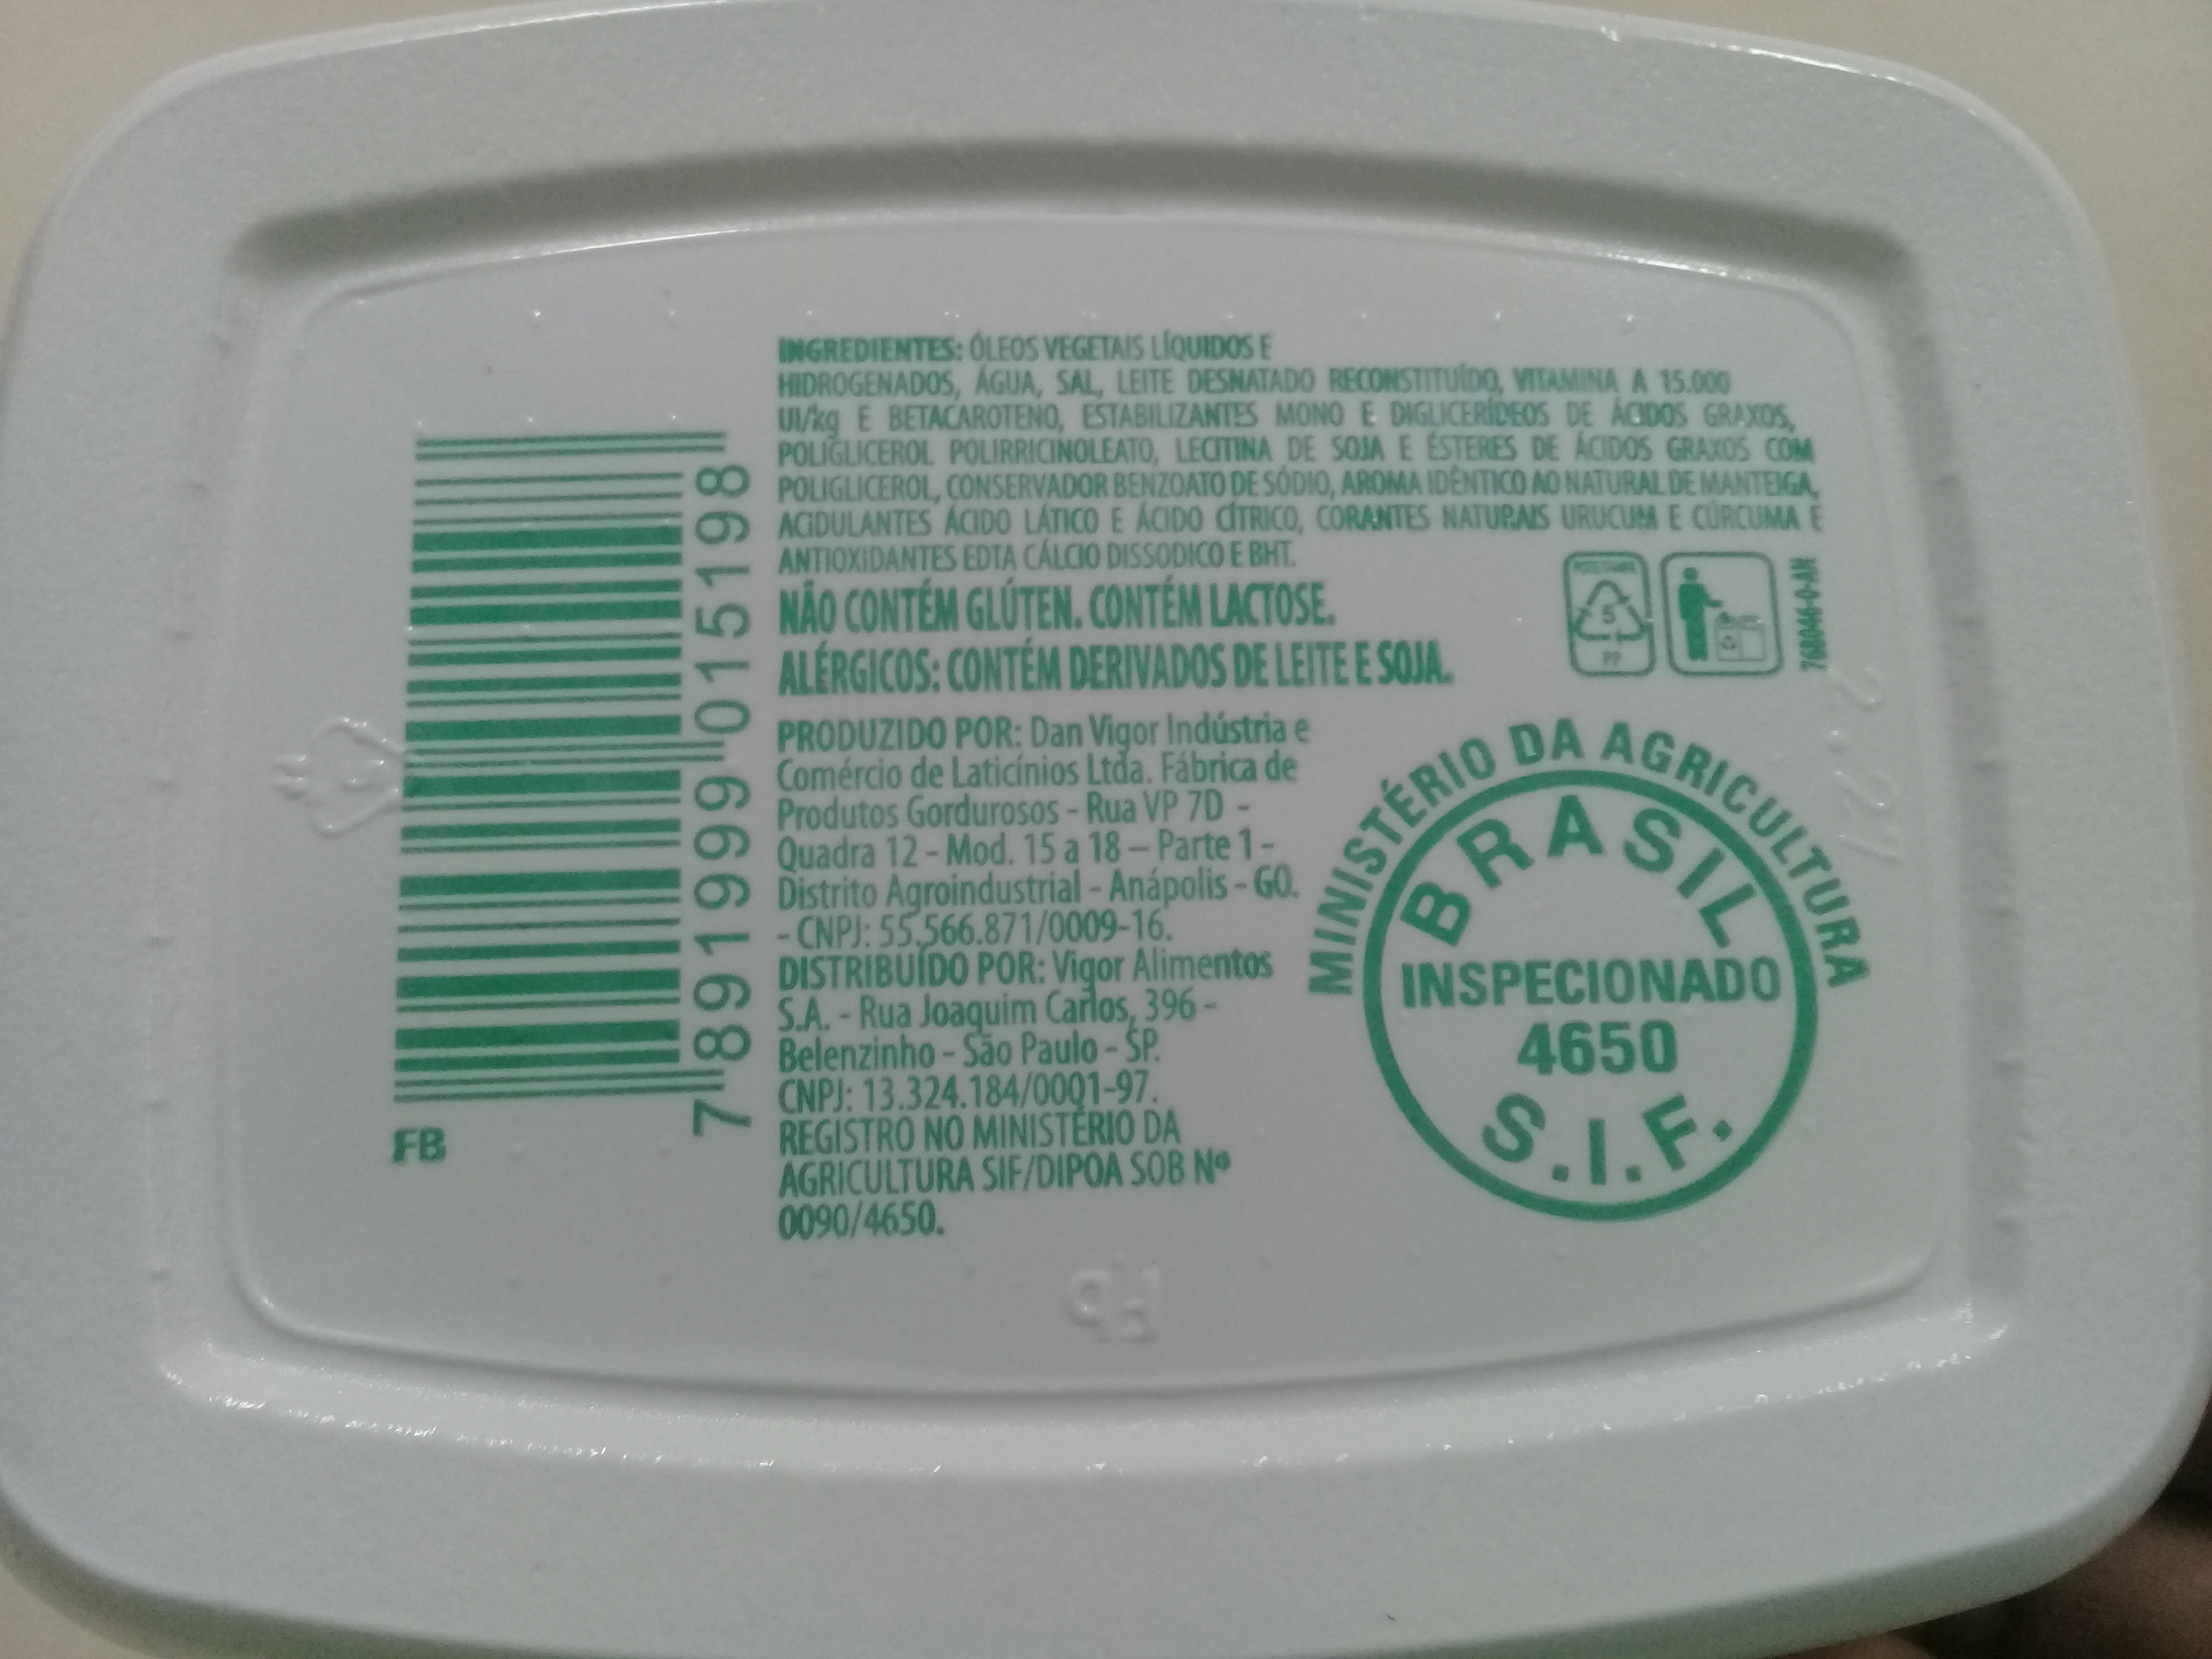 INGREDIENTES: ÓLEOS VEGETAIS LÍQUIDOS E
HIDROGENADOS, ÁGUA, SAL, LEITE DESNATADO RECONSTITUÍDO, VITAMINA A 15.000
UI/kg E BETACAROTENO, ESTABILIZANTES MONO E DIGLICERÍDEOS DE ÁCIDOS GRAXOS,
POLIGLICEROL POLIRRICINOLEATO, LECITINA DE SOJA E ÉSTERES DE ÁCIDOS GRAXOS COM
POLIGLICEROL, CONSERVADOR BENZOATO DE SÓDIO, AROMA IDÊNTICO AO NATURAL DE MANTEIGA,
ACIDULANTES ÁCIDO LÁTICO E ÁCIDO CÍTRICO, CORANTES NATURAIS URUCUM E CÚRCUMA E
ANTIOXIDANTES EDTA CÁLCIO DISSODICO E BHT.
NÃO CONTÉM GLÚTEN. CONTÉM LACTOSE.
ALÉRGICOS: CONTÉM DERIVADOS DE LEITE E SOJA.
PRODUZIDO POR: Dan Vigor Indústria e
Comércio de Laticínios Ltda. Fábrica de
Produtos Gordurosos - Rua VP 7D -
Quadra 12 - Mod. 15 a 18 – Parte 1 -
Distrito Agroindustrial - Anápolis - GO.
- CNPJ: 55.566.871/0009-16.
DISTRIBUÍDO POR: Vigor Alimentos
S.A. - Rua Joaquim Carlos, 396 -
Belenzinho - São Paulo - SP.
CNPJ: 13.324.184/0001-97.
REGISTRO NO MINISTÉRIO DA
AGRICULTURA SIF/DIPOA SOB Nº
0090/4650.
7 891999 015198
FB
5
PP
768046-0-AN
MINISTÉRIO DA AGRICULTURA
BRASIL
INSPECIONADO
4650
S.I.F.
2.27